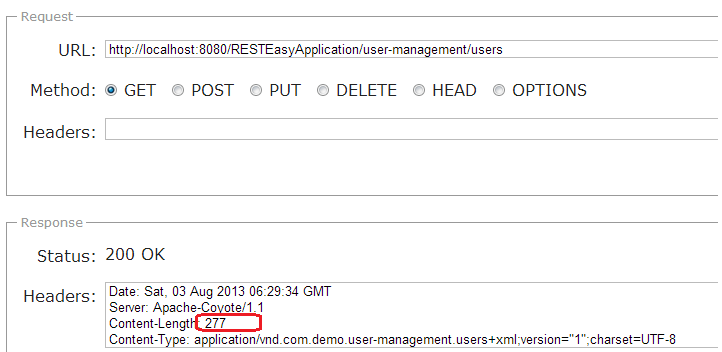 Request
URL: http://localhost:8080/RESTEasyApplication/user-management/users
Method: GET POST PUT DELETE HEAD OPTIONS
Headers:
Response
Status: 200 OK
Headers: Date: Sat, 03 Aug 2013 06:29:34 GMT
Server: Apache-Coyote/1.1
Content-Length: 277
Content-Type: application/vnd.com.demo.user-management.users+xml;version="1";charset=UTF-8